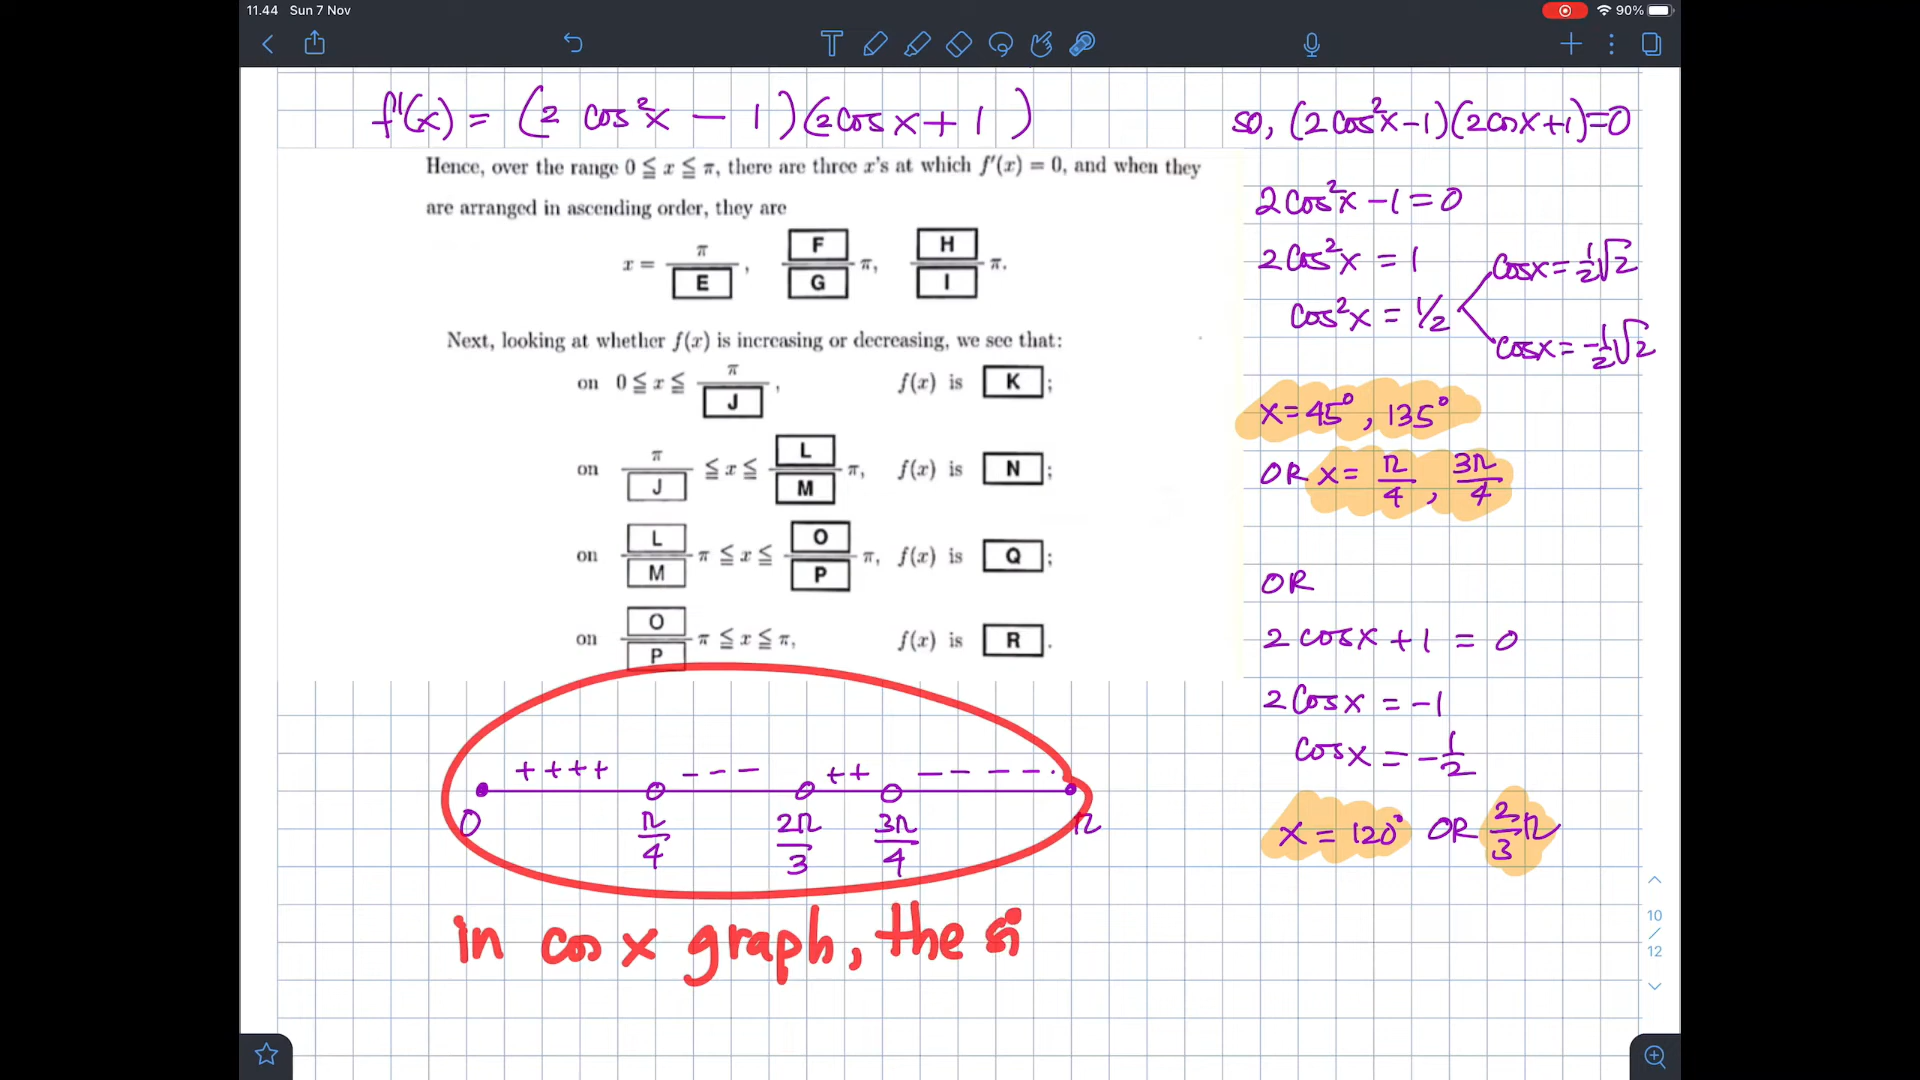 11.44 Sun 7 Nov
90%
f'(x) = (2 cos²x − 1)(2cos x + 1)
so, (2cos²x−1)(2cosx+1)=0
Hence, over the range 0 ≦ x ≦ π, there are three x's at which f′(x) = 0, and when they
are arranged in ascending order, they are
x = π/E, F/G π, H/I π.
Next, looking at whether f(x) is increasing or decreasing, we see that:
on 0 ≦ x ≦ π/J, f(x) is K;
on π/J ≦ x ≦ L/M π, f(x) is N;
on L/M π ≦ x ≦ O/P π, f(x) is Q;
on O/P π ≦ x ≦ π, f(x) is R.
++++ --- ++ -----
0 π/4 2π/3 3π/4 π
in cos x graph, the si
2cos²x − 1 = 0
2cos²x = 1
cos²x = 1/2
cosx = 1/2 √2
cosx = −1/2 √2
x = 45°, 135°
OR x = π/4, 3π/4
OR
2 cosx + 1 = 0
2cosx = −1
cosx = −1/2
x = 120° OR 2/3 π
10
/
12